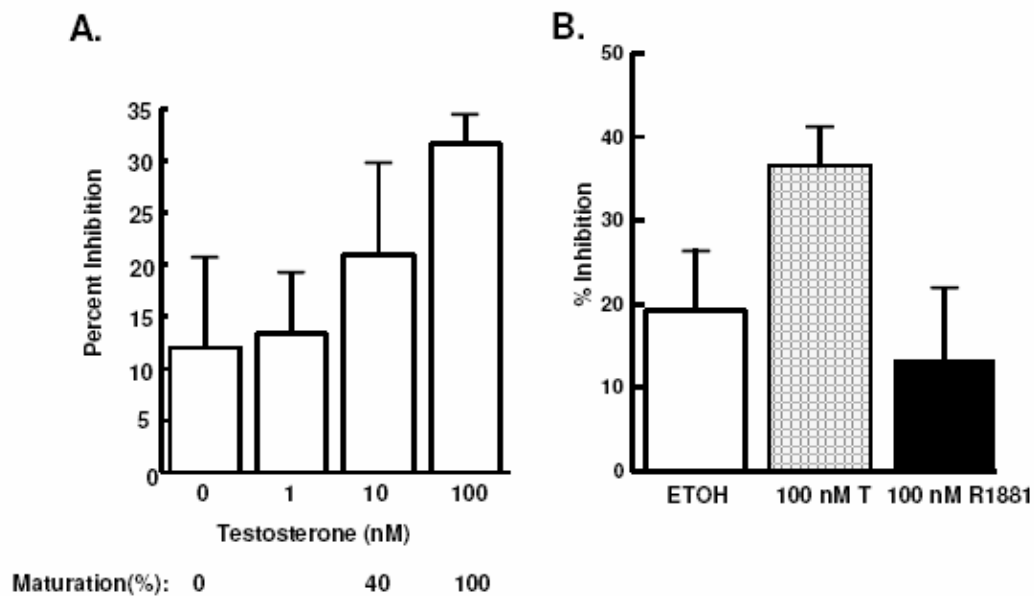 A.
Percent Inhibition
35
30
25
20
15
10
5
0
0 1 10 100
Testosterone (nM)
Maturation(%): 0 40 100
B.
% Inhibition
50
40
30
20
10
0
ETOH 100 nM T 100 nM R1881